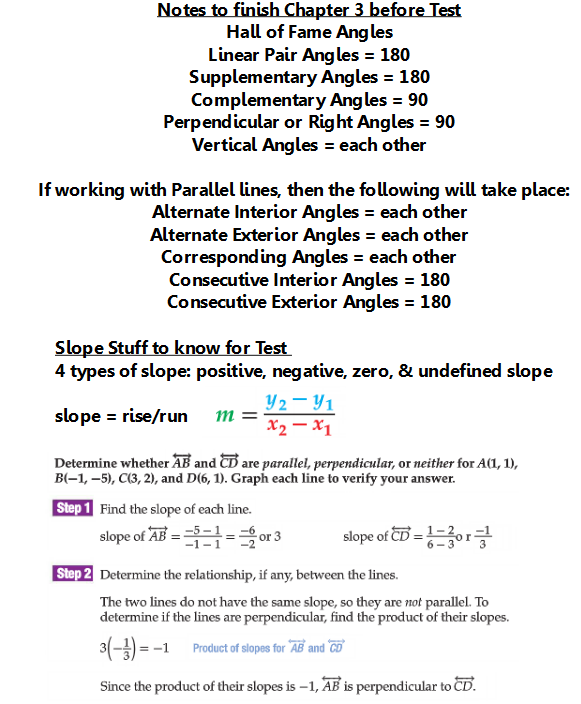 Notes to finish Chapter 3 before Test
Hall of Fame Angles
Linear Pair Angles = 180
Supplementary Angles = 180
Complementary Angles = 90
Perpendicular or Right Angles = 90
Vertical Angles = each other
If working with Parallel lines, then the following will take place:
Alternate Interior Angles = each other
Alternate Exterior Angles = each other
Corresponding Angles = each other
Consecutive Interior Angles = 180
Consecutive Exterior Angles = 180
Slope Stuff to know for Test
4 types of slope: positive, negative, zero, & undefined slope
slope = rise/run m = (y₂ − y₁)/(x₂ − x₁)
Determine whether AB and CD are parallel, perpendicular, or neither for A(1, 1),
B(−1, −5), C(3, 2), and D(6, 1). Graph each line to verify your answer.
Step 1 Find the slope of each line.
slope of AB = (−5 − 1)/(−1 − 1) = −6/−2 or 3 slope of CD = (1 − 2)/(6 − 3) or −1/3
Step 2 Determine the relationship, if any, between the lines.
The two lines do not have the same slope, so they are not parallel. To
determine if the lines are perpendicular, find the product of their slopes.
3(−1/3) = −1 Product of slopes for AB and CD
Since the product of their slopes is −1, AB is perpendicular to CD.